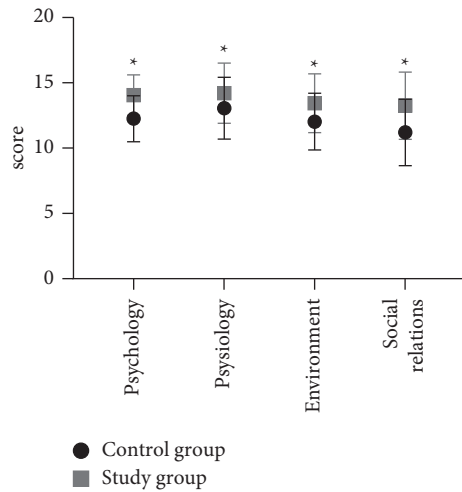 20
15
10
5
0
score
*
*
*
*
Psychology
Psysiology
Environment
Social
relations
Control group
Study group